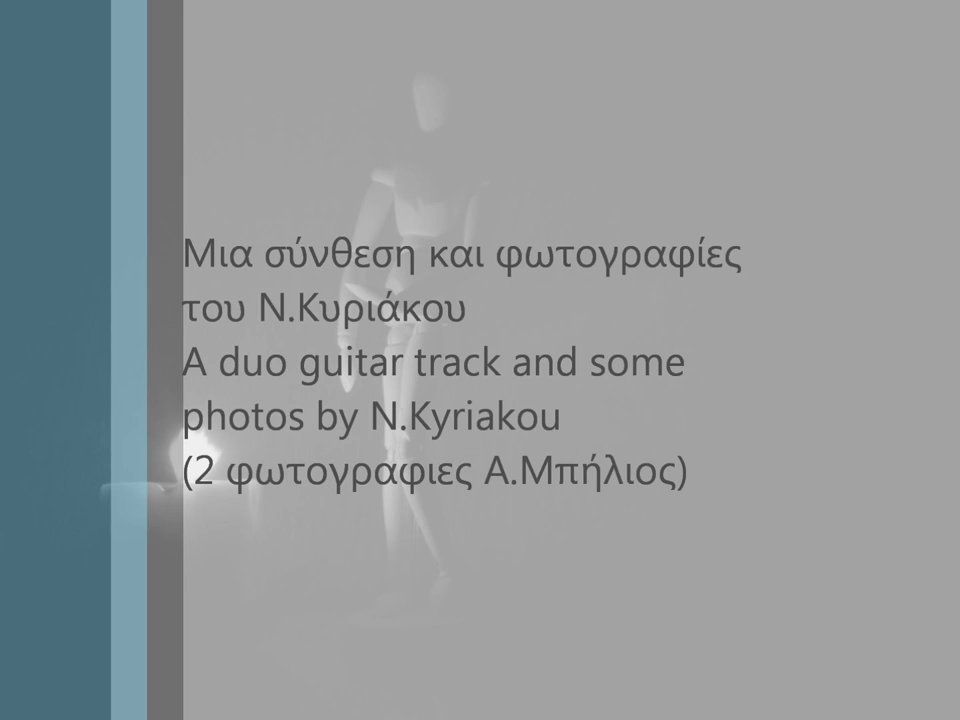 Μια σύνθεση και φωτογραφίες
του Ν.Κυριάκου
A duo guitar track and some
photos by N.Kyriakou
(2 φωτογραφιες Α.Μπήλιος)